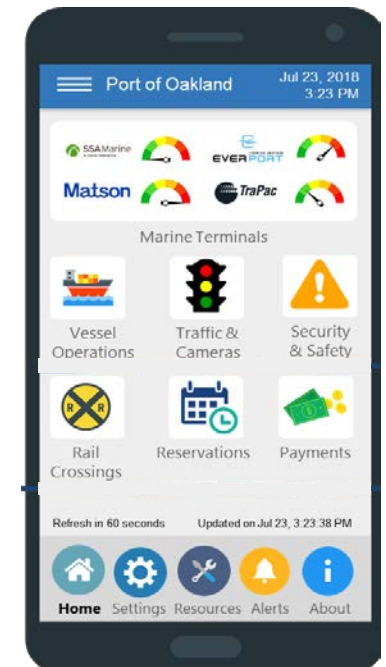 Port of Oakland
Jul 23, 2018
3:23 PM
SSAMarine
EVERPORT
Matson
TraPac
Marine Terminals
Vessel Operations
Traffic & Cameras
Security & Safety
R R
Rail Crossings
Reservations
Payments
Refresh in 60 seconds
Updated on Jul 23, 3:23:38 PM
Home Settings Resources Alerts About